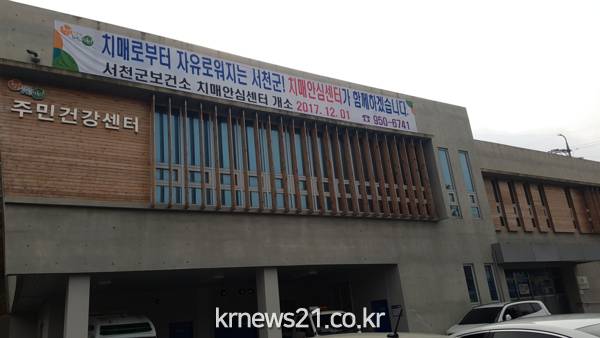 치매로부터 자유로워지는 서천군! 치매안심센터가 함께하겠습니다.
서천군보건소 치매안심센터 개소 2017. 12. 01 ☎ 950-6741
주민건강센터
krnews21.co.kr